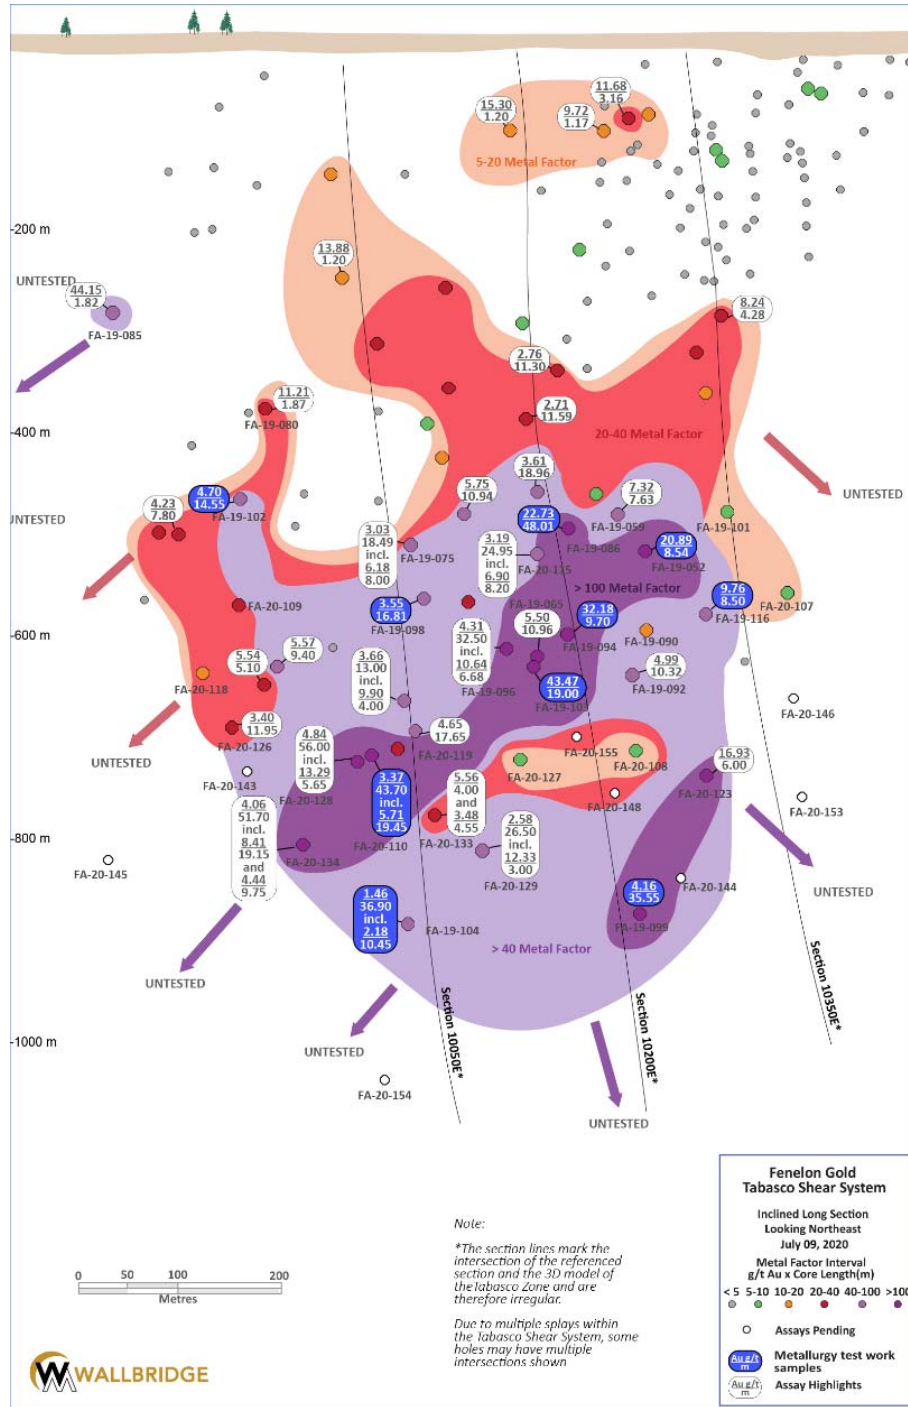 11.68
3.16
15.30
1.20
9.72
1.17
5-20 Metal Factor
-200 m
13.88
1.20
UNTESTED
44.15
1.82
FA-19-085
8.24
4.28
2.76
11.30
11.21
1.87
FA-19-080
2.71
11.59
-400 m
20-40 Metal Factor
3.61
18.96
4.70
14.55
FA-19-102
5.75
10.94
7.32
7.63
FA-19-059
UNTESTED
4.23
7.80
UNTESTED
22.73
48.01
FA-19-086
FA-19-101
3.03
18.49
incl.
6.18
8.00
FA-19-075
3.19
24.95
incl.
6.90
8.20
FA-20-115
20.89
8.54
FA-19-052
> 100 Metal Factor
FA-20-109
3.55
16.81
FA-19-098
FA-19-065
5.50
10.96
32.18
9.70
FA-19-094
9.76
8.50
FA-19-116
FA-20-107
-600 m
4.31
32.50
incl.
10.64
6.68
FA-19-096
FA-19-090
5.57
9.40
5.54
5.10
3.66
13.00
incl.
9.90
4.00
4.99
10.32
FA-19-092
FA-20-118
43.47
19.00
FA-19-103
FA-20-146
3.40
11.95
FA-20-126
4.65
17.65
FA-20-119
UNTESTED
4.84
56.00
incl.
13.29
5.65
FA-20-128
FA-20-155
FA-20-108
FA-20-127
16.93
6.00
FA-20-123
FA-20-143
3.37
43.70
incl.
5.71
19.45
FA-20-110
5.56
4.00
and
3.48
4.55
FA-20-133
FA-20-148
FA-20-153
-800 m
4.06
51.70
incl.
8.41
19.15
and
4.44
9.75
FA-20-134
2.58
26.50
incl.
12.33
3.00
FA-20-129
FA-20-145
FA-20-144
UNTESTED
4.16
35.55
FA-19-099
1.46
36.90
incl.
2.18
10.45
FA-19-104
> 40 Metal Factor
UNTESTED
Section 10050E*
Section 10200E*
Section 10350E*
-1000 m
UNTESTED
FA-20-154
UNTESTED
Fenelon Gold
Tabasco Shear System
Inclined Long Section
Looking Northeast
July 09, 2020
Metal Factor Interval
g/t Au x Core Length(m)
< 5 5-10 10-20 20-40 40-100 >100
Assays Pending
Au g/t
m
Metallurgy test work
samples
Au g/t
m
Assay Highlights
Note:
*The section lines mark the
intersection of the referenced
section and the 3D model of
theTabasco Zone and are
therefore irregular.
Due to multiple splays within
the Tabasco Shear System, some
holes may have multiple
intersections shown
0 50 100 200
Metres
WALLBRIDGE